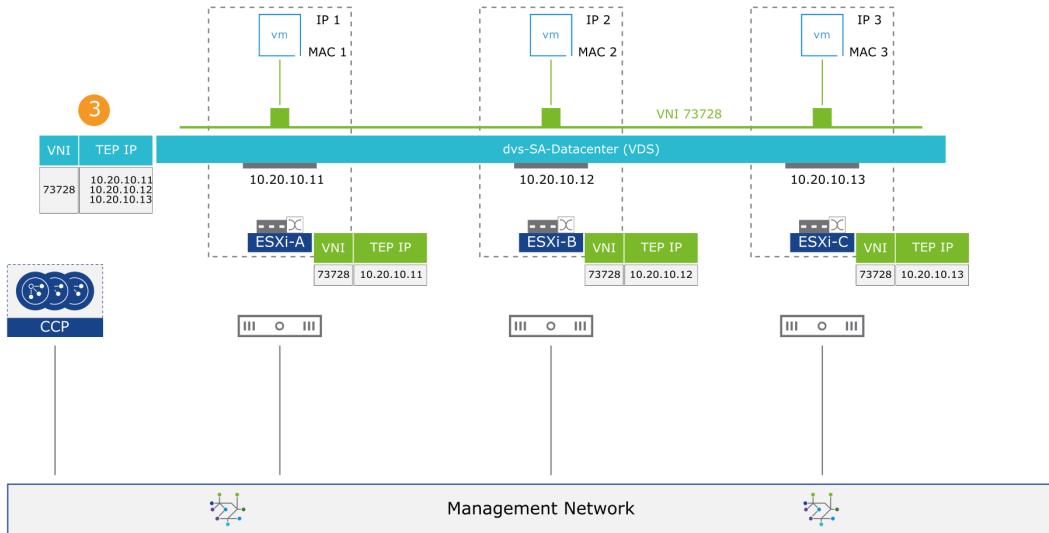 vm
IP 1
MAC 1
vm
IP 2
MAC 2
vm
IP 3
MAC 3
3
VNI 73728
VNI TEP IP
73728
10.20.10.11
10.20.10.12
10.20.10.13
dvs-SA-Datacenter (VDS)
10.20.10.11
10.20.10.12
10.20.10.13
ESXi-A
VNI TEP IP
73728 10.20.10.11
ESXi-B
VNI TEP IP
73728 10.20.10.12
ESXi-C
VNI TEP IP
73728 10.20.10.13
CCP
Management Network